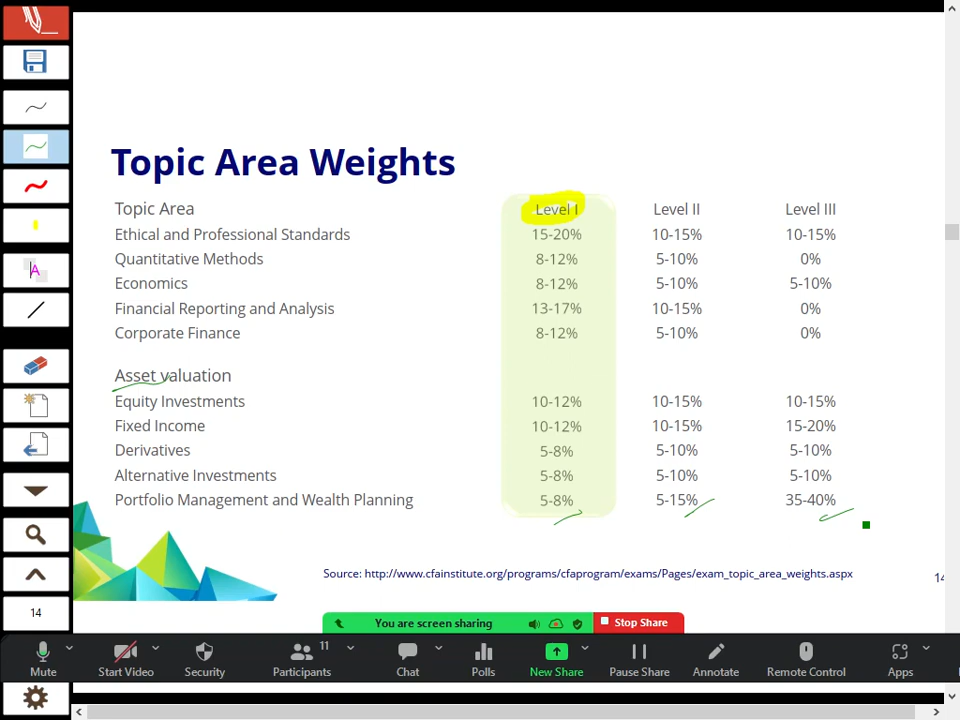 Topic Area Weights
Topic Area Level I Level II Level III
Ethical and Professional Standards 15-20% 10-15% 10-15%
Quantitative Methods 8-12% 5-10% 0%
Economics 8-12% 5-10% 5-10%
Financial Reporting and Analysis 13-17% 10-15% 0%
Corporate Finance 8-12% 5-10% 0%
Asset valuation
Equity Investments 10-12% 10-15% 10-15%
Fixed Income 10-12% 10-15% 15-20%
Derivatives 5-8% 5-10% 5-10%
Alternative Investments 5-8% 5-10% 5-10%
Portfolio Management and Wealth Planning 5-8% 5-15% 35-40%
Source: http://www.cfainstitute.org/programs/cfaprogram/exams/Pages/exam_topic_area_weights.aspx
14
A
14
You are screen sharing Stop Share
11
Mute Start Video Security Participants Chat Polls New Share Pause Share Annotate Remote Control Apps